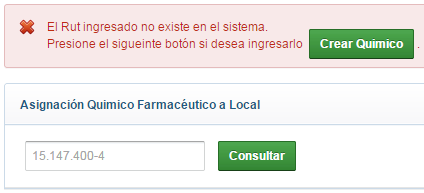 El Rut ingresado no existe en el sistema.
Presione el sigueinte botón si desea ingresarlo Crear Quimico .
Asignación Quimico Farmacéutico a Local
15.147.400-4 Consultar